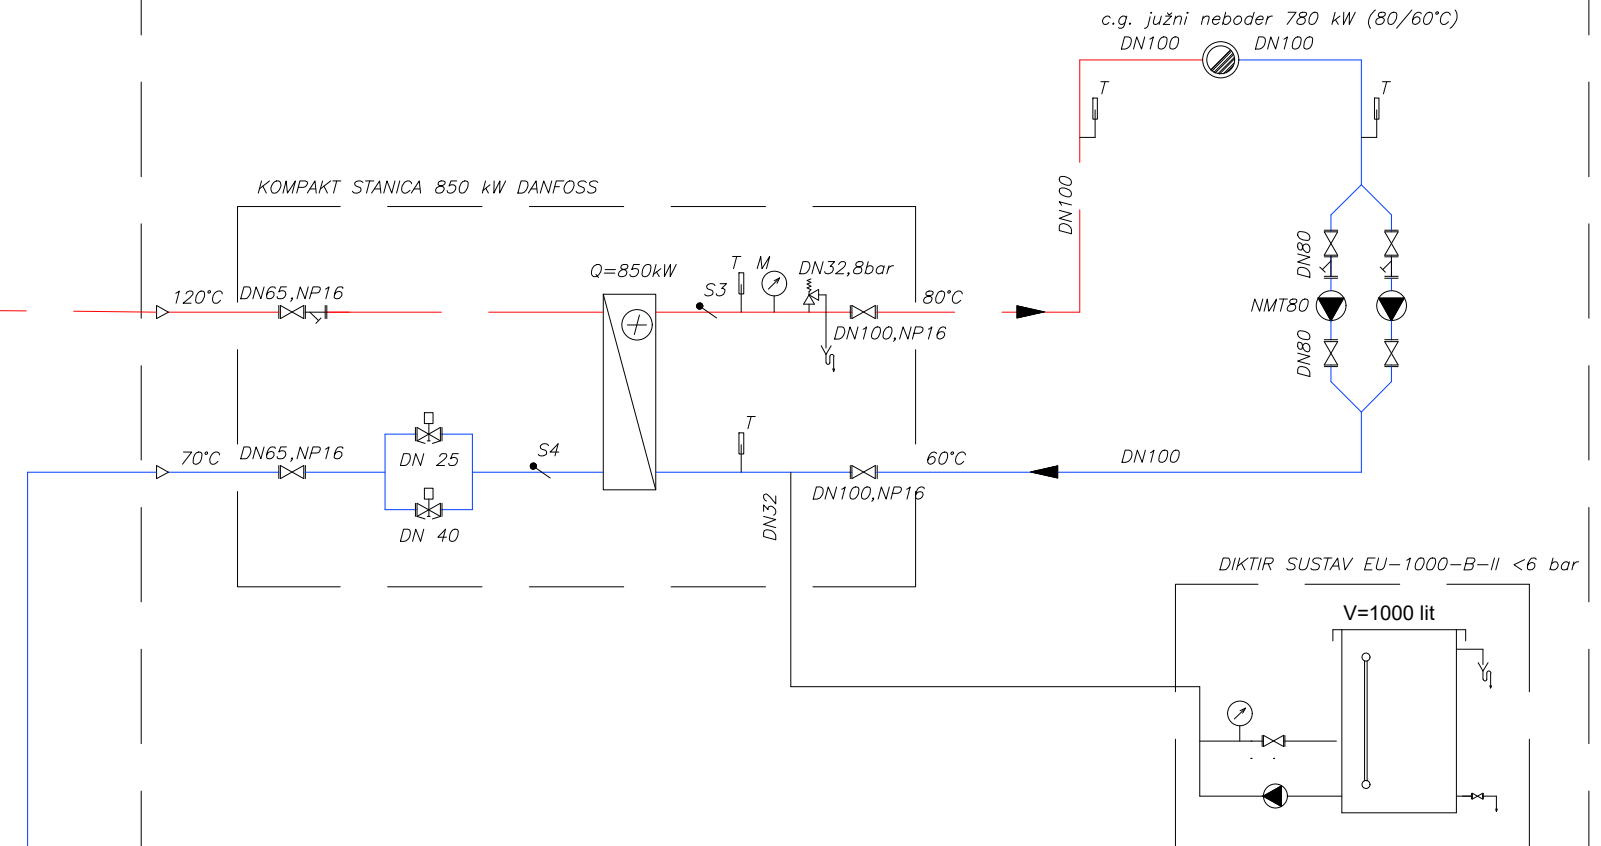 c.g. južni neboder 780 kW (80/60°C)
DN100
DN100
T
T
DN100
KOMPAKT STANICA 850 kW DANFOSS
Q=850kW
T
M
DN32,8bar
S3
120°C
DN65,NP16
80°C
DN100,NP16
DN80
NMT80
DN80
70°C
DN65,NP16
DN 25
DN 40
S4
T
60°C
DN100
DN100,NP16
DN32
DIKTIR SUSTAV EU-1000-B-II <6 bar
V=1000 lit